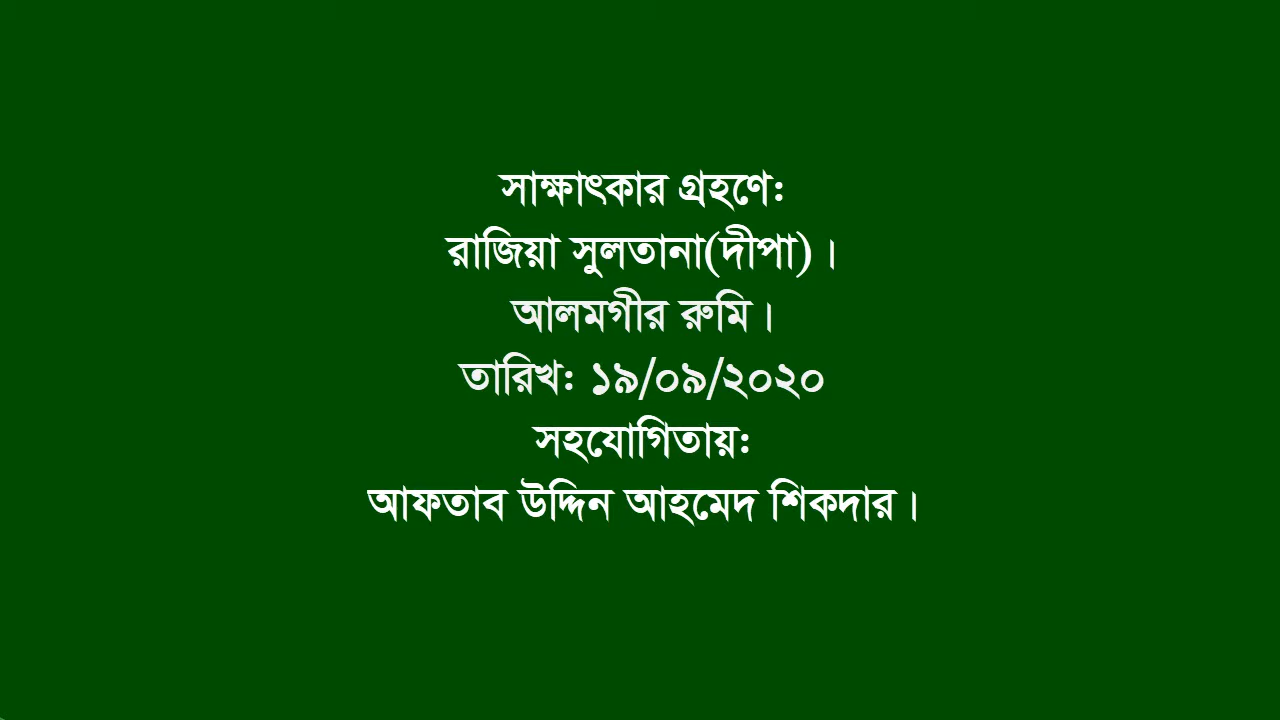 সাক্ষাৎকার গ্রহণে:
রাজিয়া সুলতানা(দীপা)।
আলমগীর রুমি।
তারিখ: ১৯/০৯/২০২০
সহযোগিতায়:
আফতাব উদ্দিন আহমেদ শিকদার।